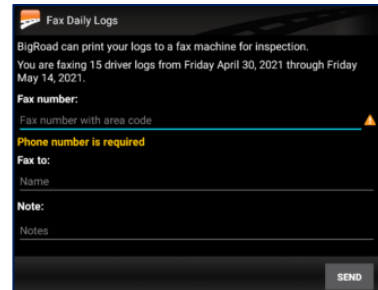 Fax Daily Logs
BigRoad can print your logs to a fax machine for inspection.
You are faxing 15 driver logs from Friday April 30, 2021 through Friday
May 14, 2021.
Fax number:
Fax number with area code
Phone number is required
Fax to:
Name
Note:
Notes
SEND